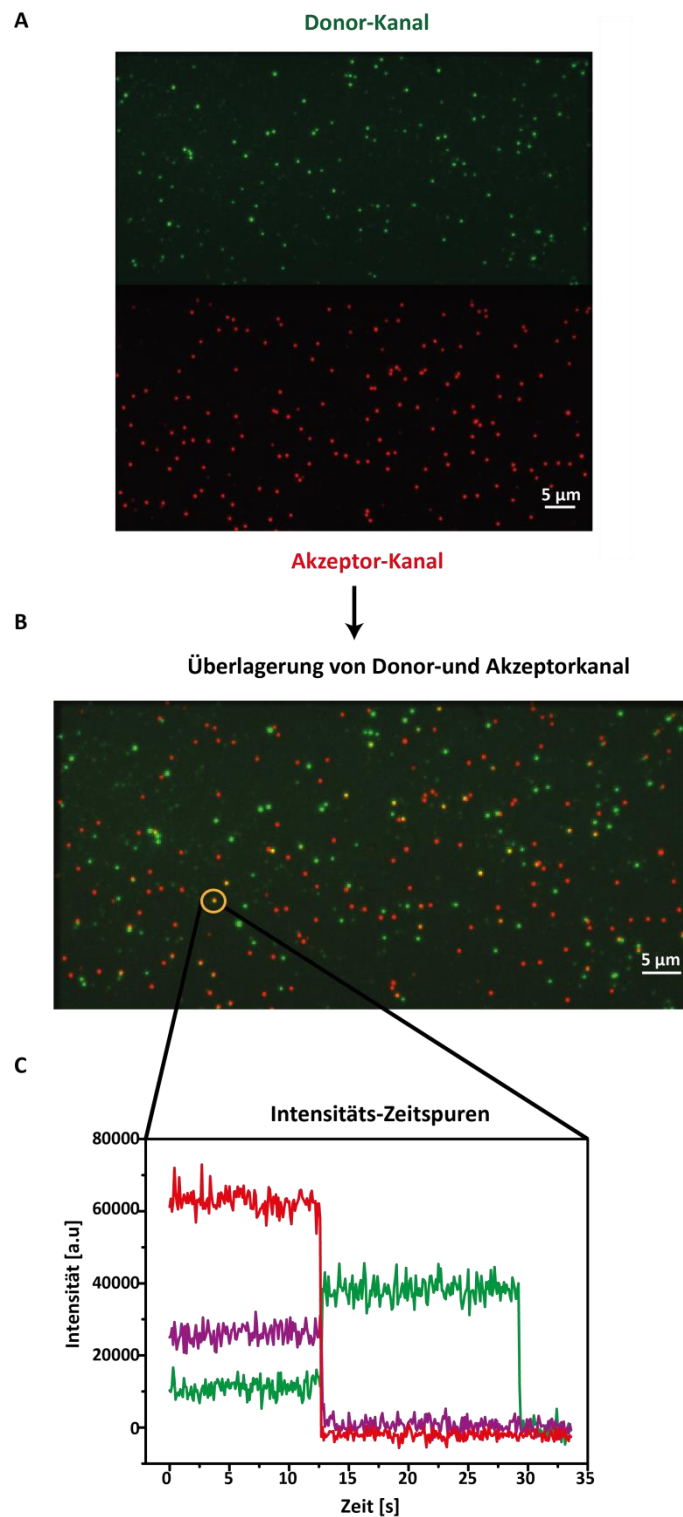 A
Donor-Kanal
5 µm
Akzeptor-Kanal
B
Überlagerung von Donor-und Akzeptorkanal
5 µm
C
Intensitäts-Zeitspuren
80000
60000
40000
20000
0
Intensität [a.u]
0 5 10 15 20 25 30 35
Zeit [s]